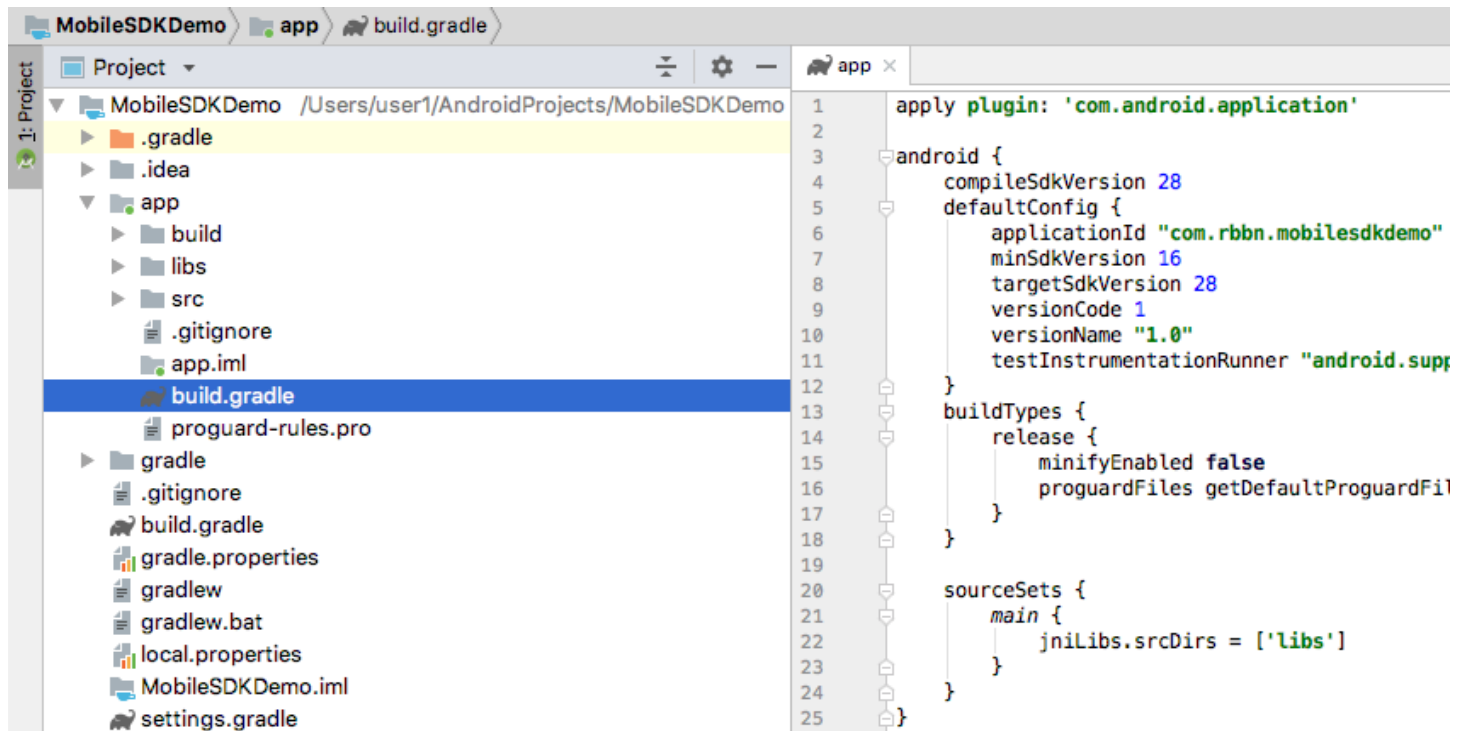 MobileSDKDemo app build.gradle
1: Project
Project
MobileSDKDemo /Users/user1/AndroidProjects/MobileSDKDemo
.gradle
.idea
app
build
libs
src
.gitignore
app.iml
build.gradle
proguard-rules.pro
gradle
.gitignore
build.gradle
gradle.properties
gradlew
gradlew.bat
local.properties
MobileSDKDemo.iml
settings.gradle
app
1 apply plugin: 'com.android.application'
2
3 android {
4 compileSdkVersion 28
5 defaultConfig {
6 applicationId "com.rbbn.mobilesdkdemo"
7 minSdkVersion 16
8 targetSdkVersion 28
9 versionCode 1
10 versionName "1.0"
11 testInstrumentationRunner "android.supp
12 }
13 buildTypes {
14 release {
15 minifyEnabled false
16 proguardFiles getDefaultProguardFil
17 }
18 }
19
20 sourceSets {
21 main {
22 jniLibs.srcDirs = ['libs']
23 }
24 }
25 }